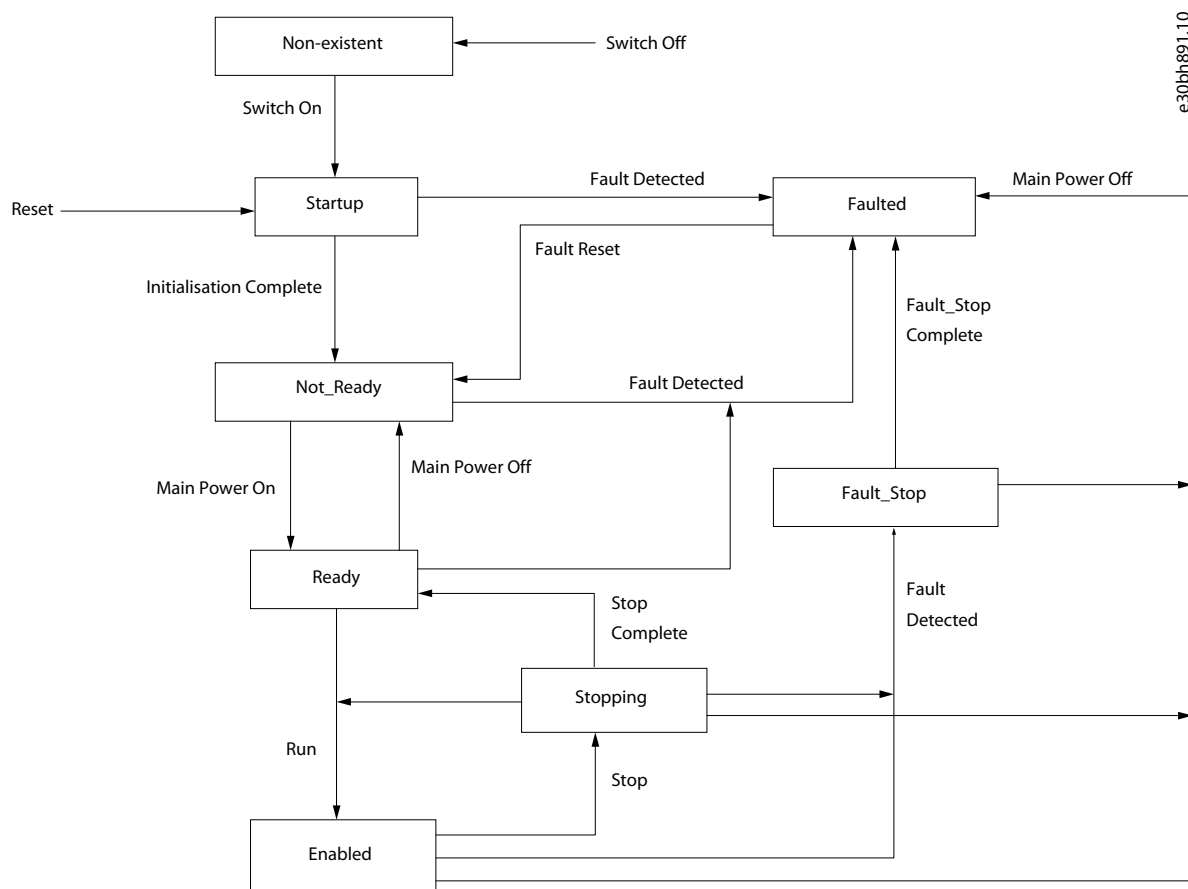 Non-existent
Switch Off
e30bh891.10
Switch On
Fault Detected
Main Power Off
Reset
Startup
Faulted
Fault Reset
Initialisation Complete
Fault_Stop
Complete
Not_Ready
Fault Detected
Main Power Off
Main Power On
Fault_Stop
Ready
Stop
Complete
Fault
Detected
Stopping
Run
Stop
Enabled